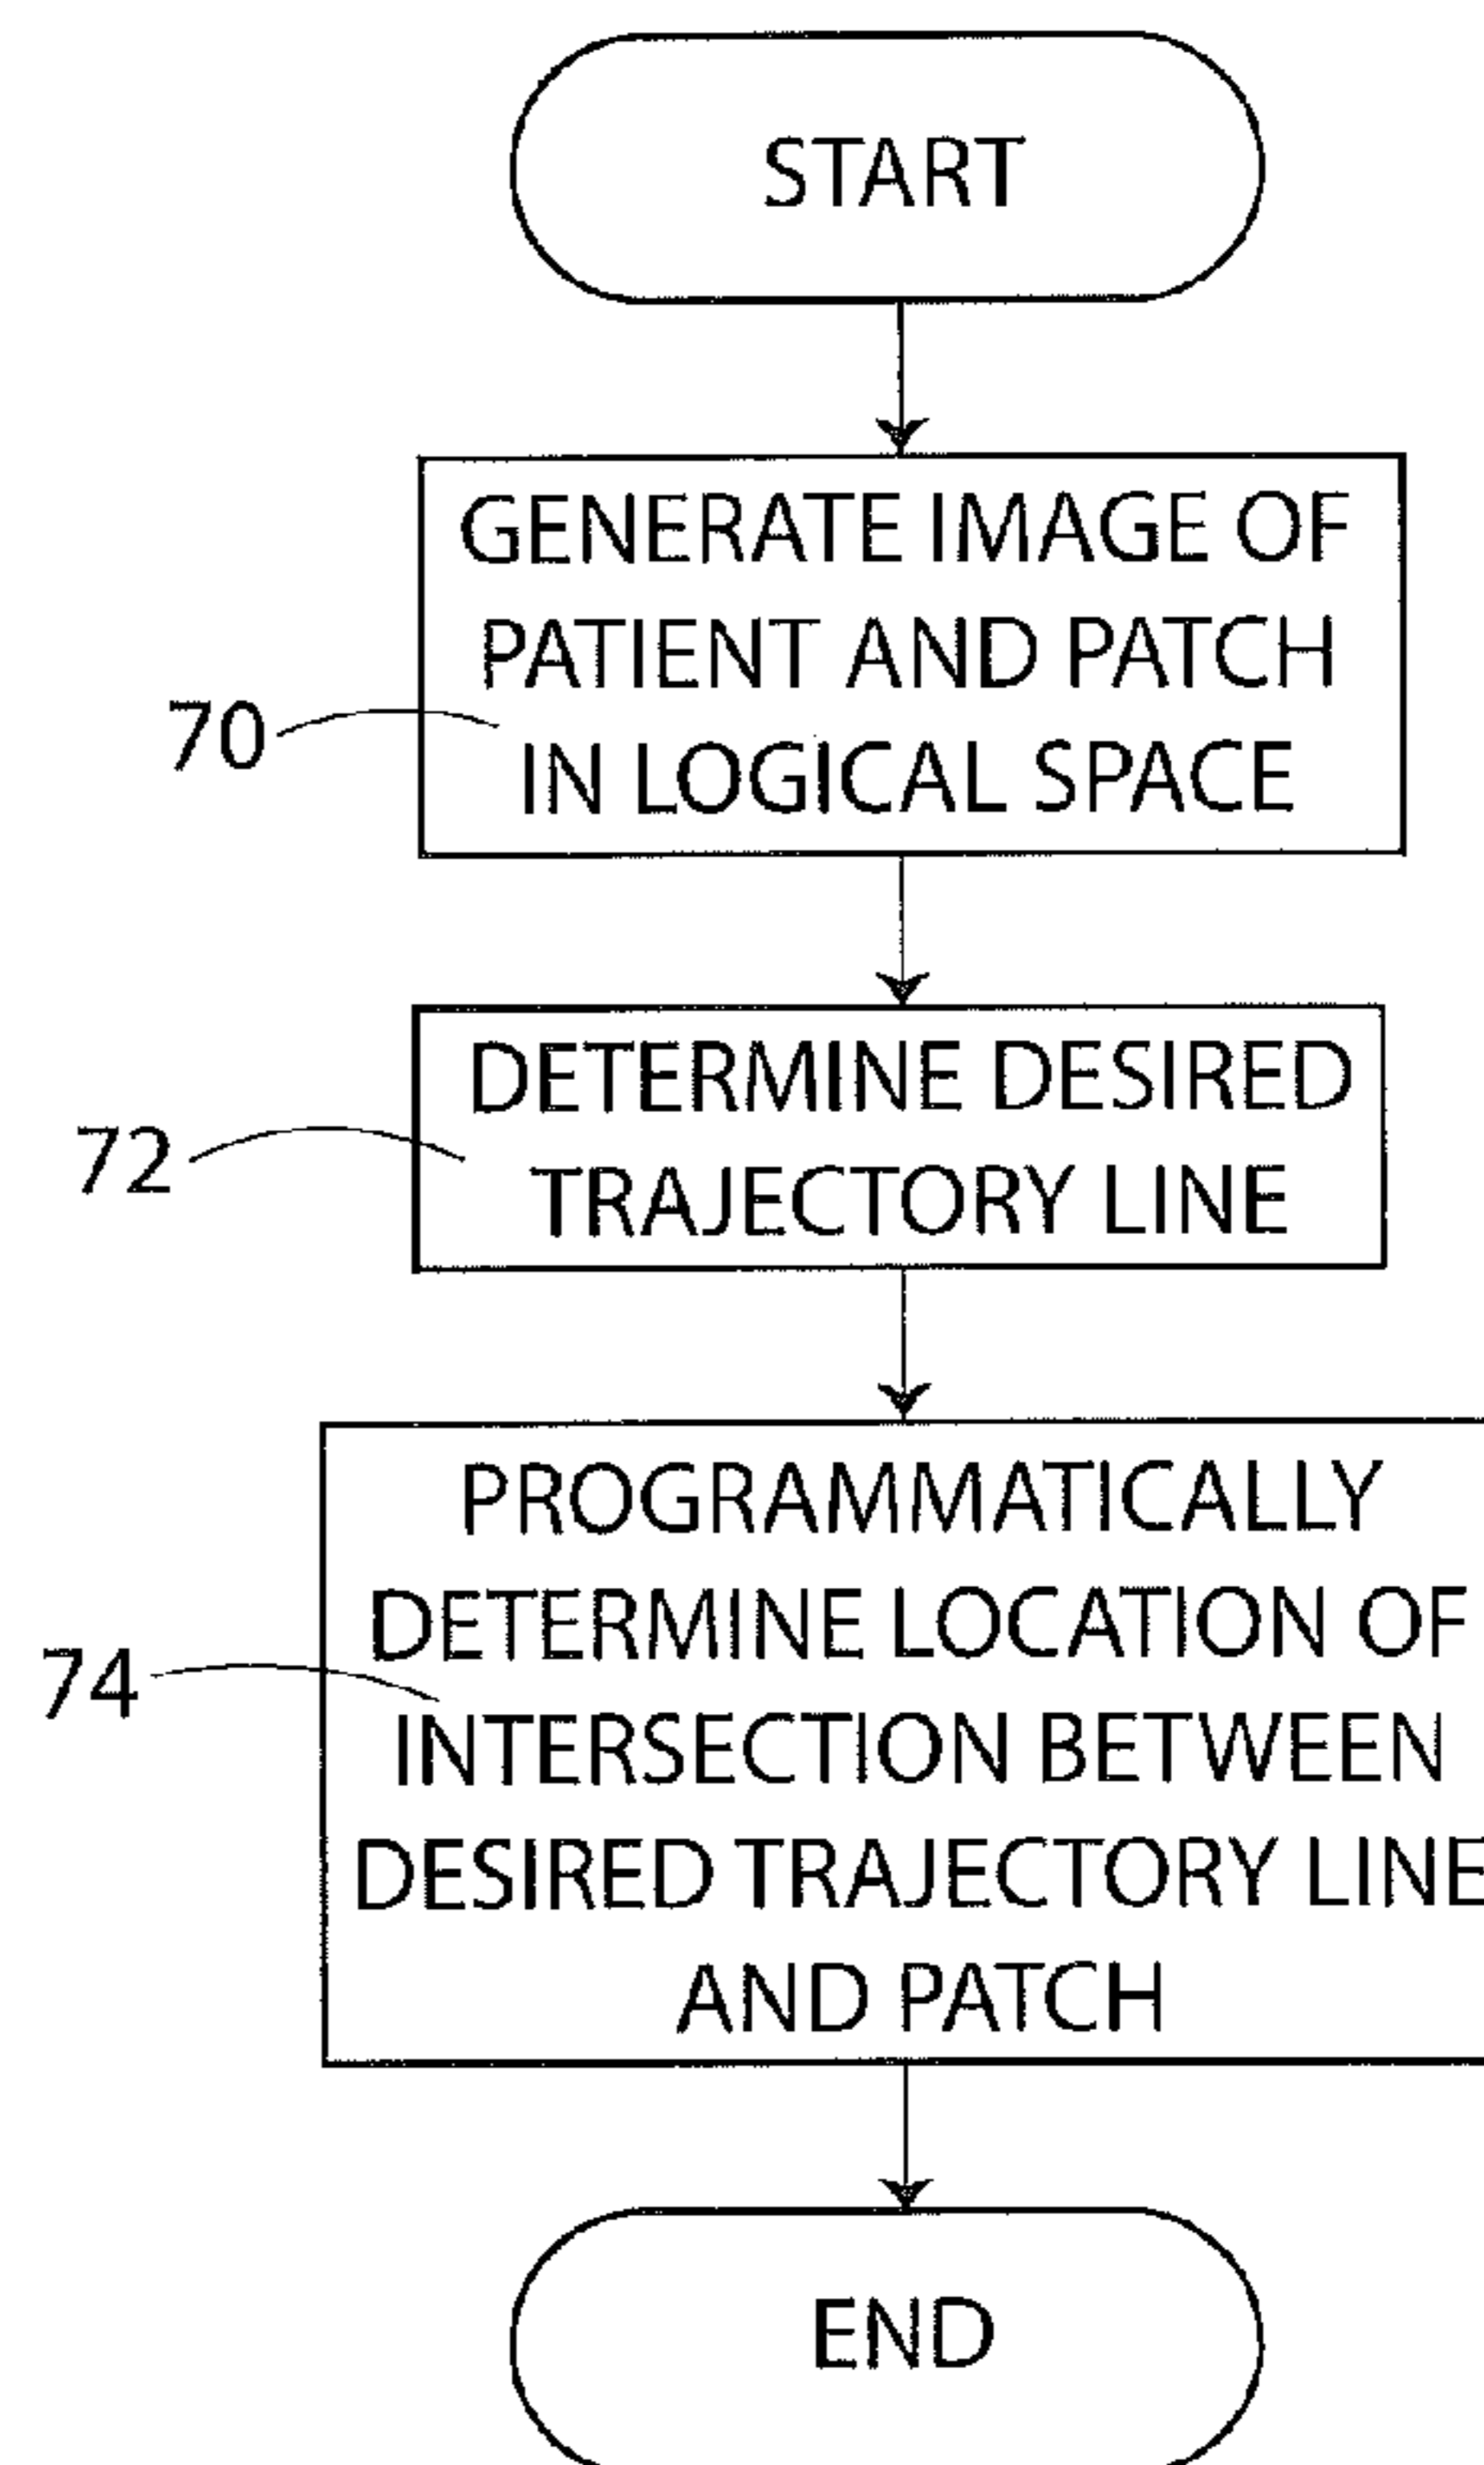 START
GENERATE IMAGE OF
PATIENT AND PATCH
IN LOGICAL SPACE
70
DETERMINE DESIRED
TRAJECTORY LINE
72
PROGRAMMATICALLY
DETERMINE LOCATION OF
INTERSECTION BETWEEN
DESIRED TRAJECTORY LINE
AND PATCH
74
END